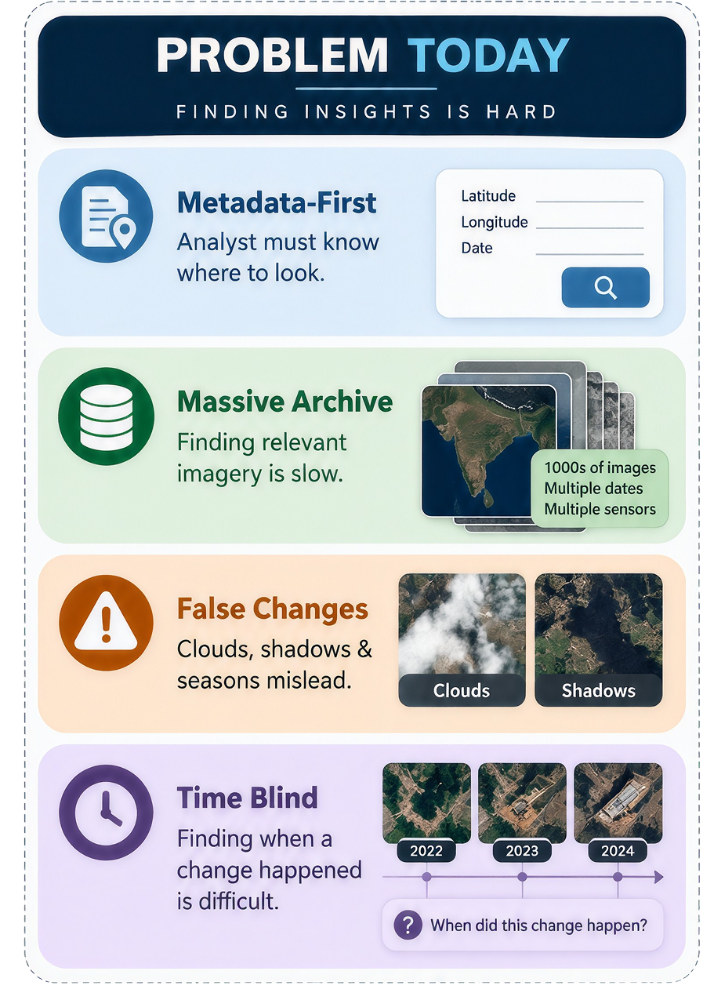 PROBLEM TODAY
FINDING INSIGHTS IS HARD
Metadata-First
Analyst must know
where to look.
Latitude
Longitude
Date
Massive Archive
Finding relevant
imagery is slow.
1000s of images
Multiple dates
Multiple sensors
False Changes
Clouds, shadows &
seasons mislead.
Clouds
Shadows
Time Blind
Finding when a
change happened
is difficult.
2022
2023
2024
? When did this change happen?